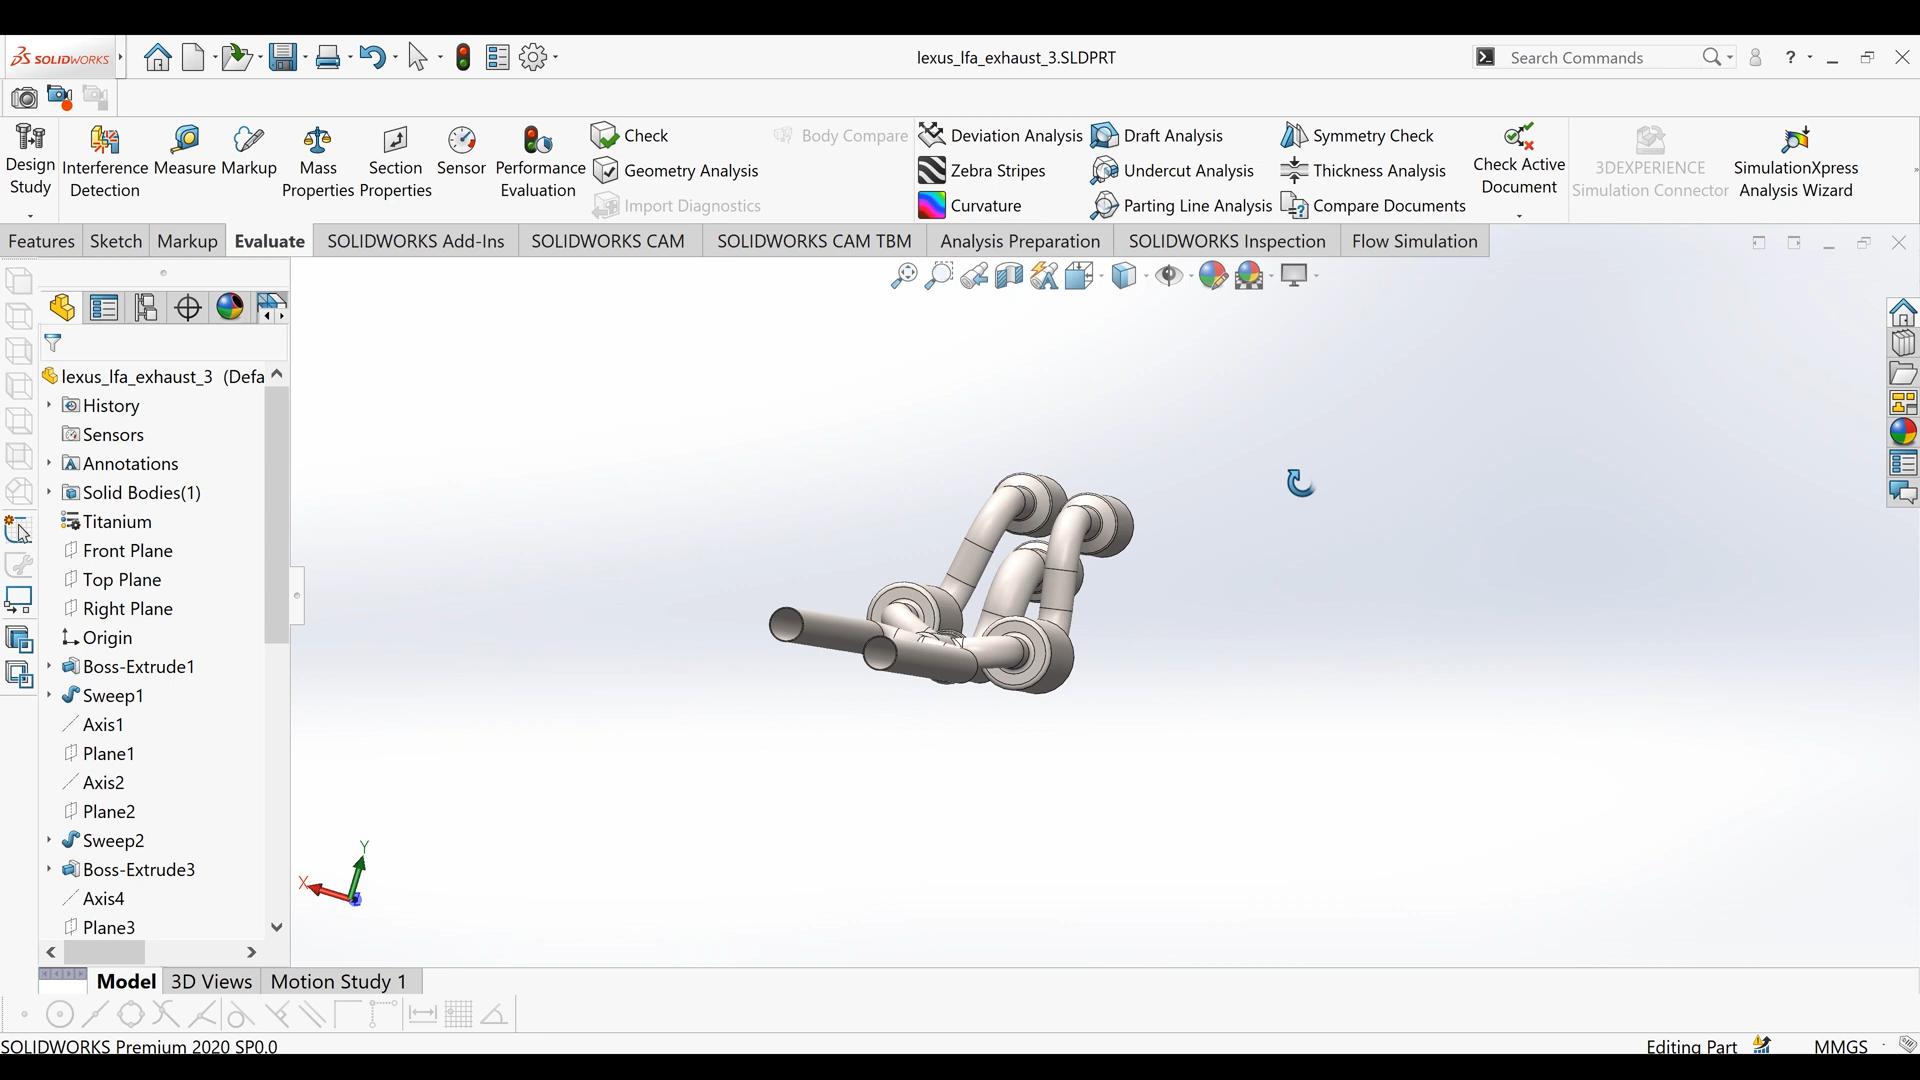 SOLIDWORKS
lexus_lfa_exhaust_3.SLDPRT
Search Commands
?
Design Study
Interference Detection
Measure
Markup
Mass Properties
Section Properties
Sensor
Performance Evaluation
Check
Geometry Analysis
Import Diagnostics
Body Compare
Deviation Analysis
Zebra Stripes
Curvature
Draft Analysis
Undercut Analysis
Parting Line Analysis
Symmetry Check
Thickness Analysis
Compare Documents
Check Active Document
3DEXPERIENCE Simulation Connector
SimulationXpress Analysis Wizard
Features
Sketch
Markup
Evaluate
SOLIDWORKS Add-Ins
SOLIDWORKS CAM
SOLIDWORKS CAM TBM
Analysis Preparation
SOLIDWORKS Inspection
Flow Simulation
lexus_lfa_exhaust_3 (Defa
History
Sensors
Annotations
Solid Bodies(1)
Titanium
Front Plane
Top Plane
Right Plane
Origin
Boss-Extrude1
Sweep1
Axis1
Plane1
Axis2
Plane2
Sweep2
Boss-Extrude3
Axis4
Plane3
Y
X
Model
3D Views
Motion Study 1
SOLIDWORKS Premium 2020 SP0.0
Editing Part
MMGS